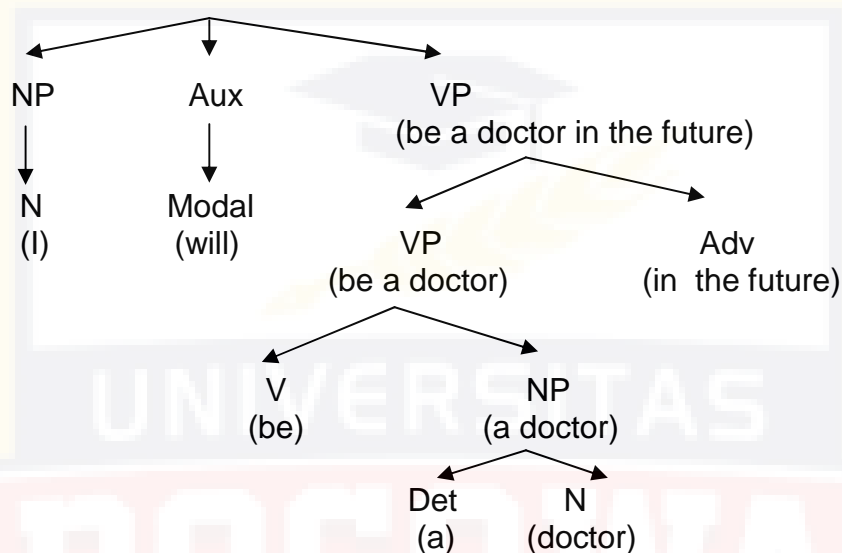 NP Aux VP
(be a doctor in the future)
N Modal
(I) (will)
VP Adv
(be a doctor) (in the future)
V NP
(be) (a doctor)
Det N
(a) (doctor)
UNIVERSITAS
BOSOWA